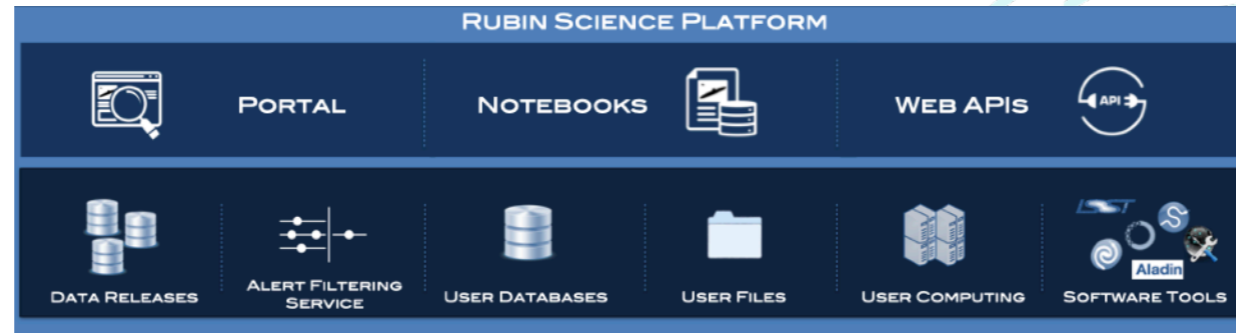 RUBIN SCIENCE PLATFORM
PORTAL
NOTEBOOKS
WEB APIS
API
DATA RELEASES
ALERT FILTERING
SERVICE
USER DATABASES
USER FILES
USER COMPUTING
LSST
Aladin
SOFTWARE TOOLS